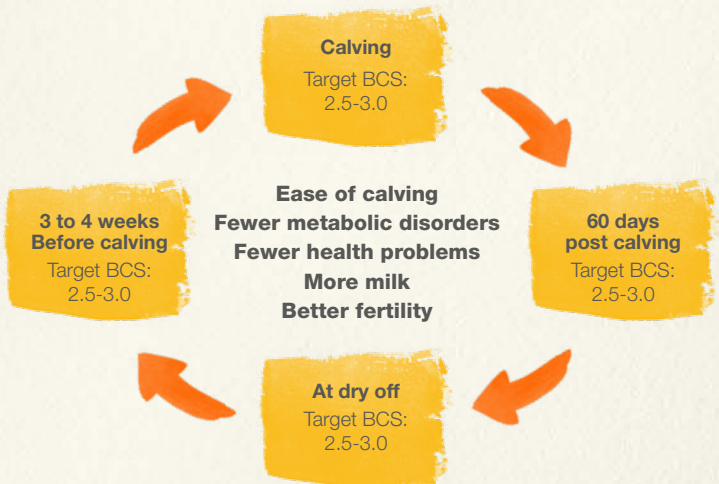 Calving
Target BCS:
2.5-3.0
3 to 4 weeks
Before calving
Target BCS:
2.5-3.0
Ease of calving
Fewer metabolic disorders
Fewer health problems
More milk
Better fertility
60 days
post calving
Target BCS:
2.5-3.0
At dry off
Target BCS:
2.5-3.0